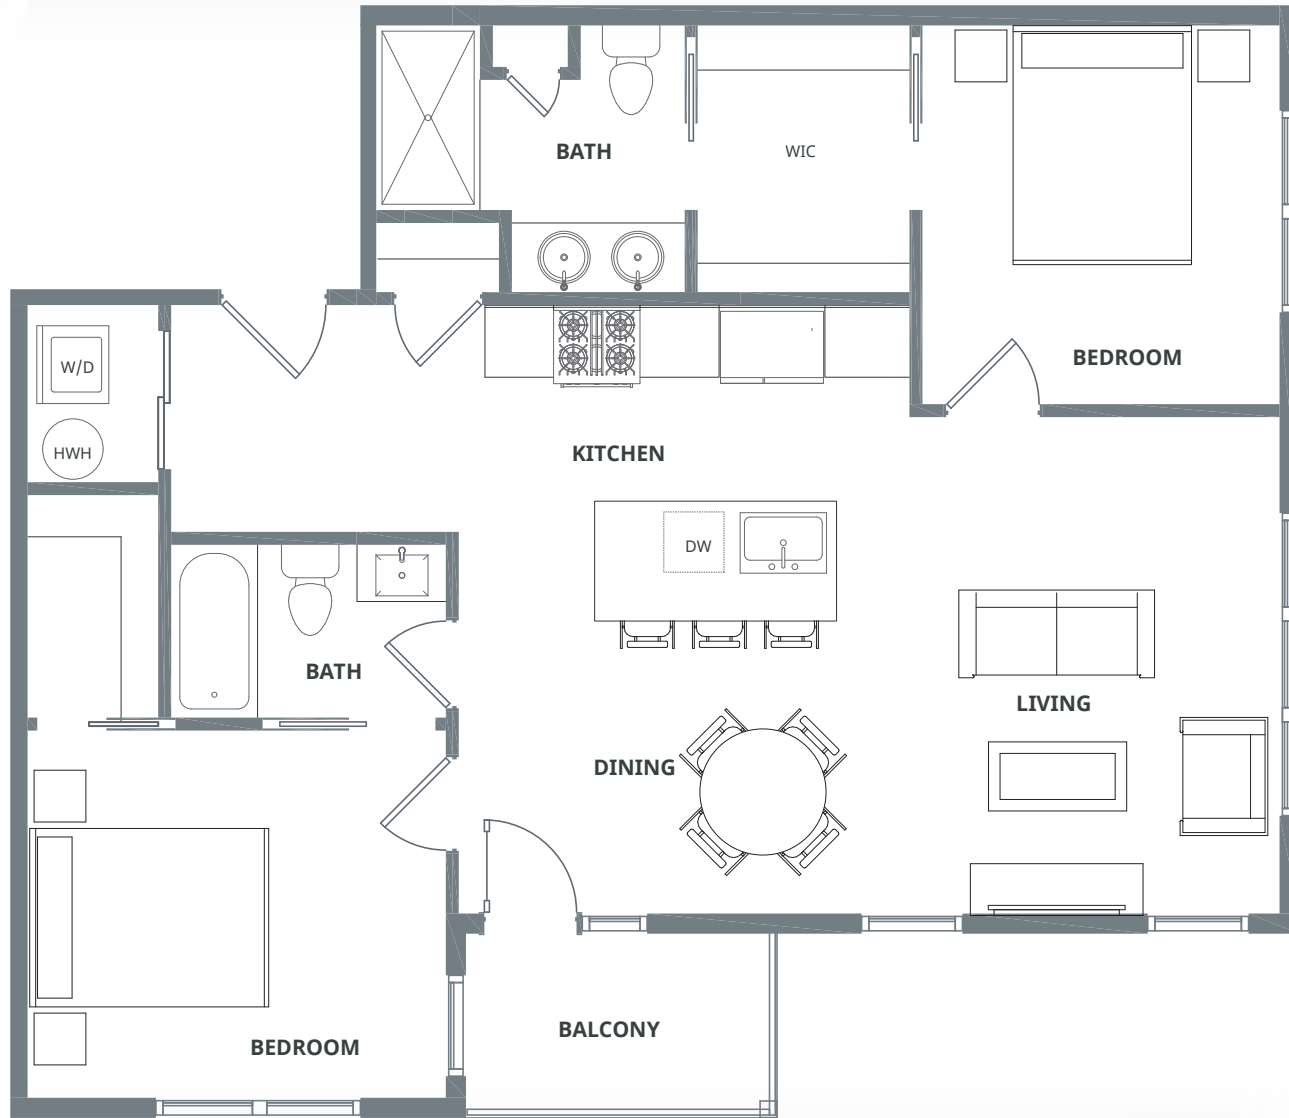 BATH
WIC
BEDROOM
W/D
HWH
KITCHEN
DW
BATH
LIVING
DINING
BEDROOM
BALCONY